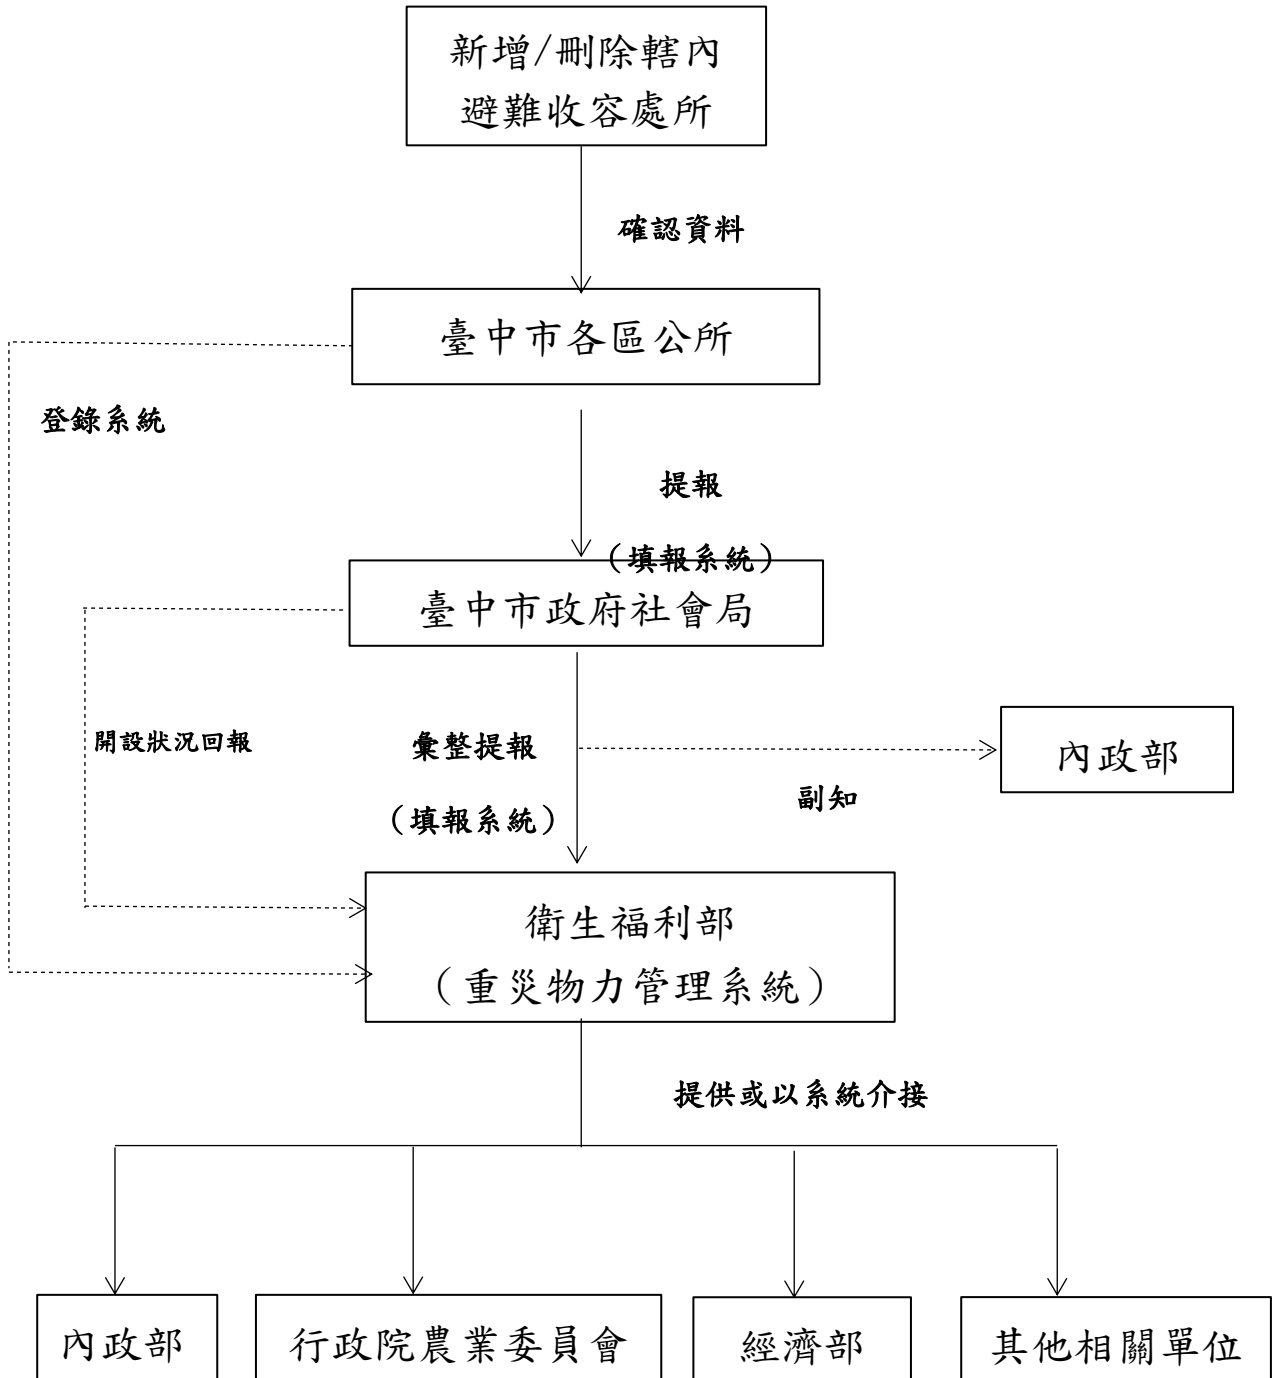 新增/刪除轄內
避難收容處所
確認資料
臺中市各區公所
登錄系統
提報
(填報系統)
臺中市政府社會局
開設狀況回報
彙整提報
(填報系統)
副知
內政部
衛生福利部
(重災物力管理系統)
提供或以系統介接
內政部
行政院農業委員會
經濟部
其他相關單位